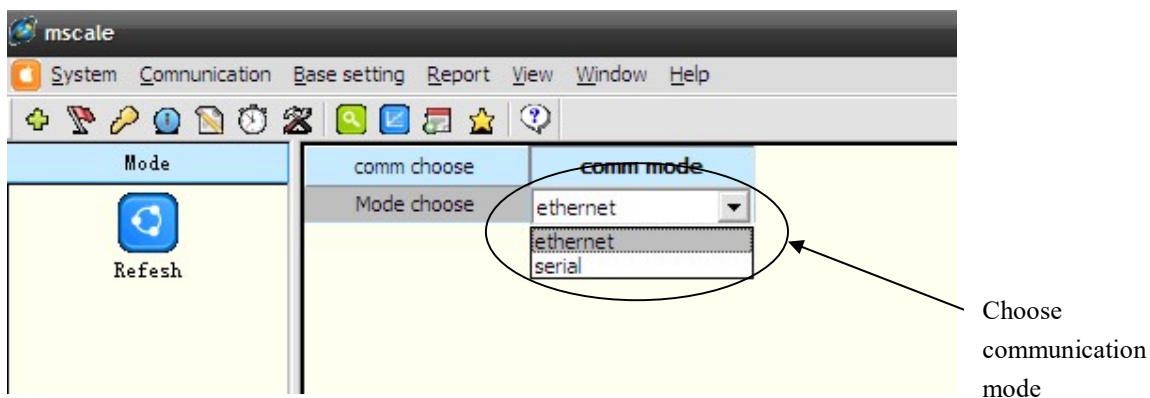 mscale
System Comnunication Base setting Report View Window Help
Mode
comm choose comm mode
Mode choose ethernet
ethernet
serial
Refesh
Choose
communication
mode